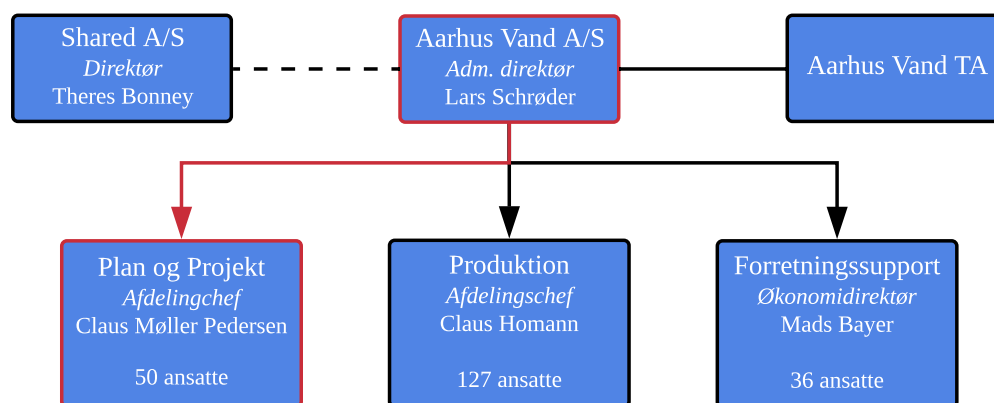 Shared A/S
Direktør
Theres Bonney
Aarhus Vand A/S
Adm. direktør
Lars Schrøder
Aarhus Vand TA
Plan og Projekt
Afdelingchef
Claus Møller Pedersen
50 ansatte
Produktion
Afdelingschef
Claus Homann
127 ansatte
Forretningssupport
Økonomidirektør
Mads Bayer
36 ansatte